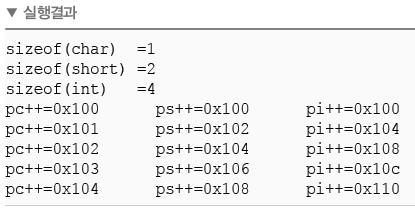 ▼ 실행결과
sizeof(char)  =1
sizeof(short) =2
sizeof(int)   =4
pc++=0x100      ps++=0x100      pi++=0x100
pc++=0x101      ps++=0x102      pi++=0x104
pc++=0x102      ps++=0x104      pi++=0x108
pc++=0x103      ps++=0x106      pi++=0x10c
pc++=0x104      ps++=0x108      pi++=0x110